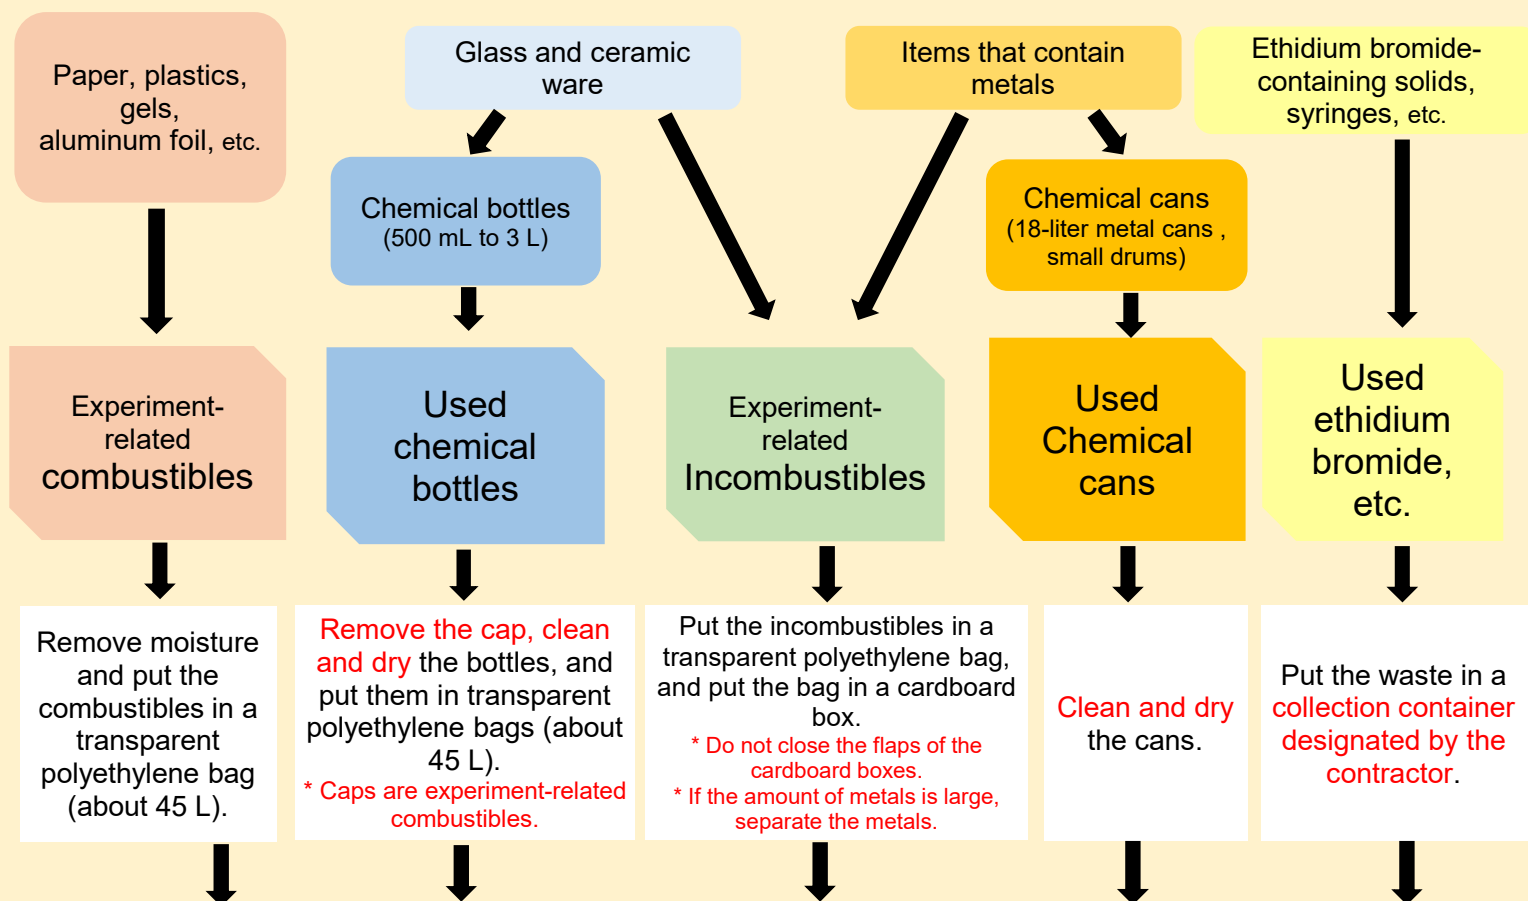 Paper, plastics,
gels,
aluminum foil, etc.
Glass and ceramic
ware
Items that contain
metals
Ethidium bromide-
containing solids,
syringes, etc.
Chemical bottles
(500 mL to 3 L)
Chemical cans
(18-liter metal cans ,
small drums)
Experiment-
related
combustibles
Used
chemical
bottles
Experiment-
related
Incombustibles
Used
Chemical
cans
Used
ethidium
bromide,
etc.
Remove moisture
and put the
combustibles in a
transparent
polyethylene bag
(about 45 L).
Remove the cap, clean
and dry the bottles, and
put them in transparent
polyethylene bags (about
45 L).
* Caps are experiment-related
combustibles.
Put the incombustibles in a
transparent polyethylene bag,
and put the bag in a cardboard
box.
* Do not close the flaps of the
cardboard boxes.
* If the amount of metals is large,
separate the metals.
Clean and dry
the cans.
Put the waste in a
collection container
designated by the
contractor.